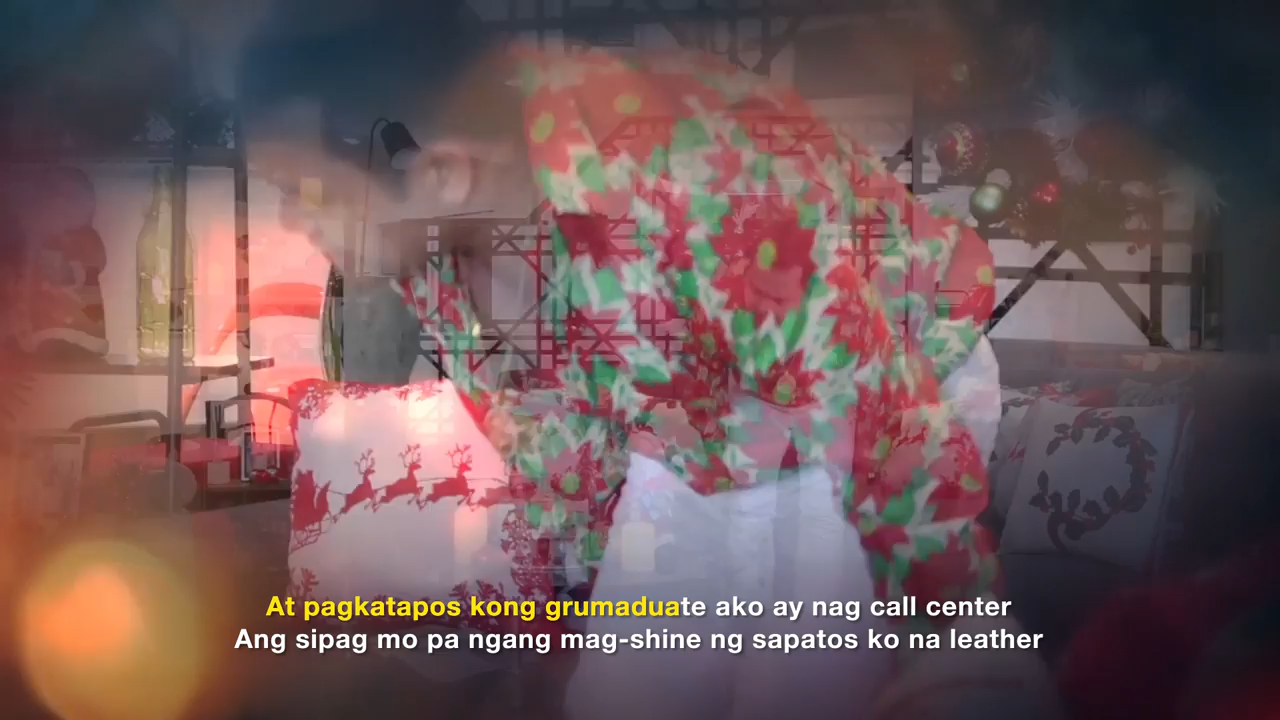 At pagkatapos kong grumaduate ako ay nag call center
Ang sipag mo pa ngang mag-shine ng sapatos ko na leather